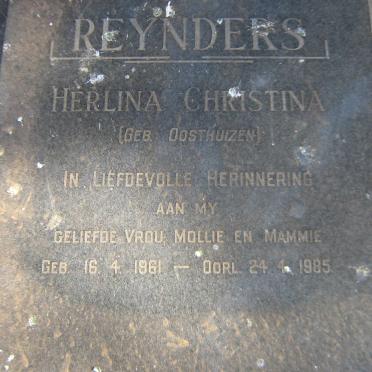 REYNDERS
HERLINA CHRISTINA
(GEB. OOSTHUIZEN)
IN LIEFDEVOLLE HERINNERING
AAN MY
GELIEFDE VROU, MOLLIE EN MAMMIE
GEB. 16. 4. 1961 — OORL. 24. 4. 1985